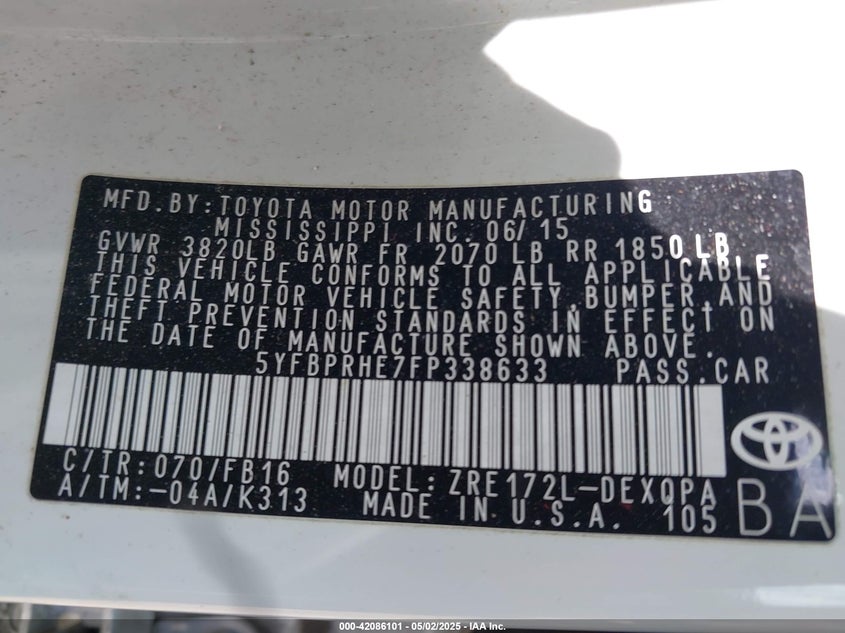 MFD.BY:TOYOTA MOTOR MANUFACTURING
MISSISSIPPI INC. 06/15
GVWR 3820LB GAWR FR 2070 LB RR 1850LB
THIS VEHICLE CONFORMS TO ALL APPLICABLE
FEDERAL MOTOR VEHICLE SAFETY,BUMPER,AND
THEFT PREVENTION STANDARDS IN EFFECT ON
THE DATE OF MANUFACTURE SHOWN ABOVE.
5YFBPRHE7FP338633 PASS.CAR
C/TR:070/FB16 MODEL:ZRE172L-DEXQPA
A/TM:-04A/K313 MADE IN U.S.A. 105 BA
000-42086101 - 05/02/2025 - IAA Inc.